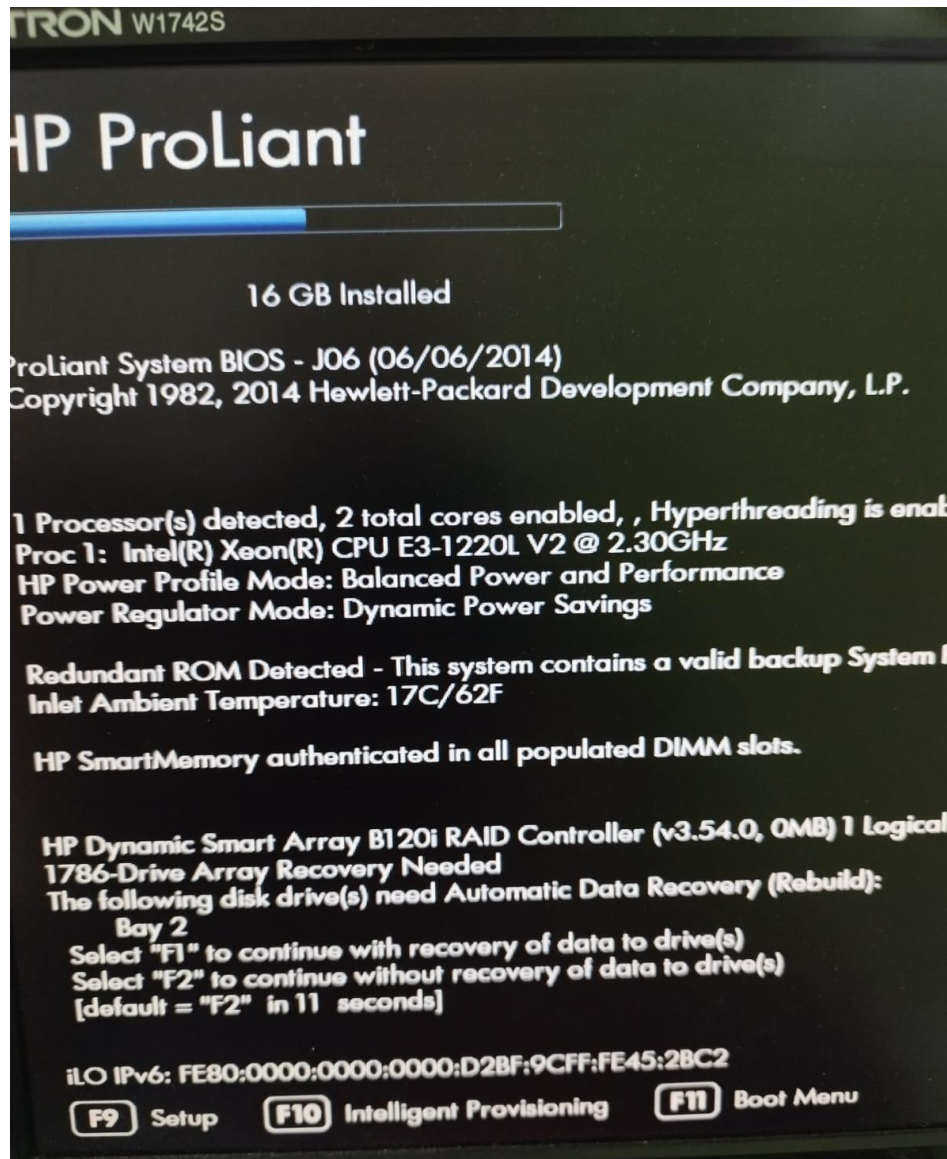 TRON W1742S
HP ProLiant
16 GB Installed
ProLiant System BIOS - J06 (06/06/2014)
Copyright 1982, 2014 Hewlett-Packard Development Company, L.P.
1 Processor(s) detected, 2 total cores enabled, , Hyperthreading is enab
Proc 1: Intel(R) Xeon(R) CPU E3-1220L V2 @ 2.30GHz
HP Power Profile Mode: Balanced Power and Performance
Power Regulator Mode: Dynamic Power Savings
Redundant ROM Detected - This system contains a valid backup System
Inlet Ambient Temperature: 17C/62F
HP SmartMemory authenticated in all populated DIMM slots.
HP Dynamic Smart Array B120i RAID Controller (v3.54.0, 0MB) 1 Logical
1786-Drive Array Recovery Needed
The following disk drive(s) need Automatic Data Recovery (Rebuild):
Bay 2
Select "F1" to continue with recovery of data to drive(s)
Select "F2" to continue without recovery of data to drive(s)
[default = "F2" in 11 seconds]
iLO IPv6: FE80:0000:0000:0000:D2BF:9CFF:FE45:2BC2
F9 Setup F10 Intelligent Provisioning F11 Boot Menu